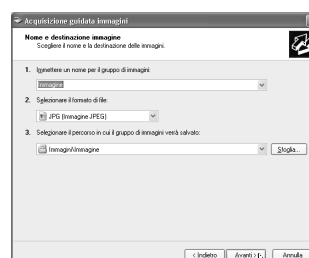 Acquisizione guidata immagini
Nome e destinazione immagine
Scegliere il nome e la destinazione delle immagini.
1. Immettere un nome per il gruppo di immagini:
Immagine
2. Selezionare il formato di file:
JPG (Immagine JPEG)
3. Selezionare il percorso in cui il gruppo di immagini verrà salvato:
Immagini\Immagine
Sfoglia...
< Indietro Avanti > Annulla